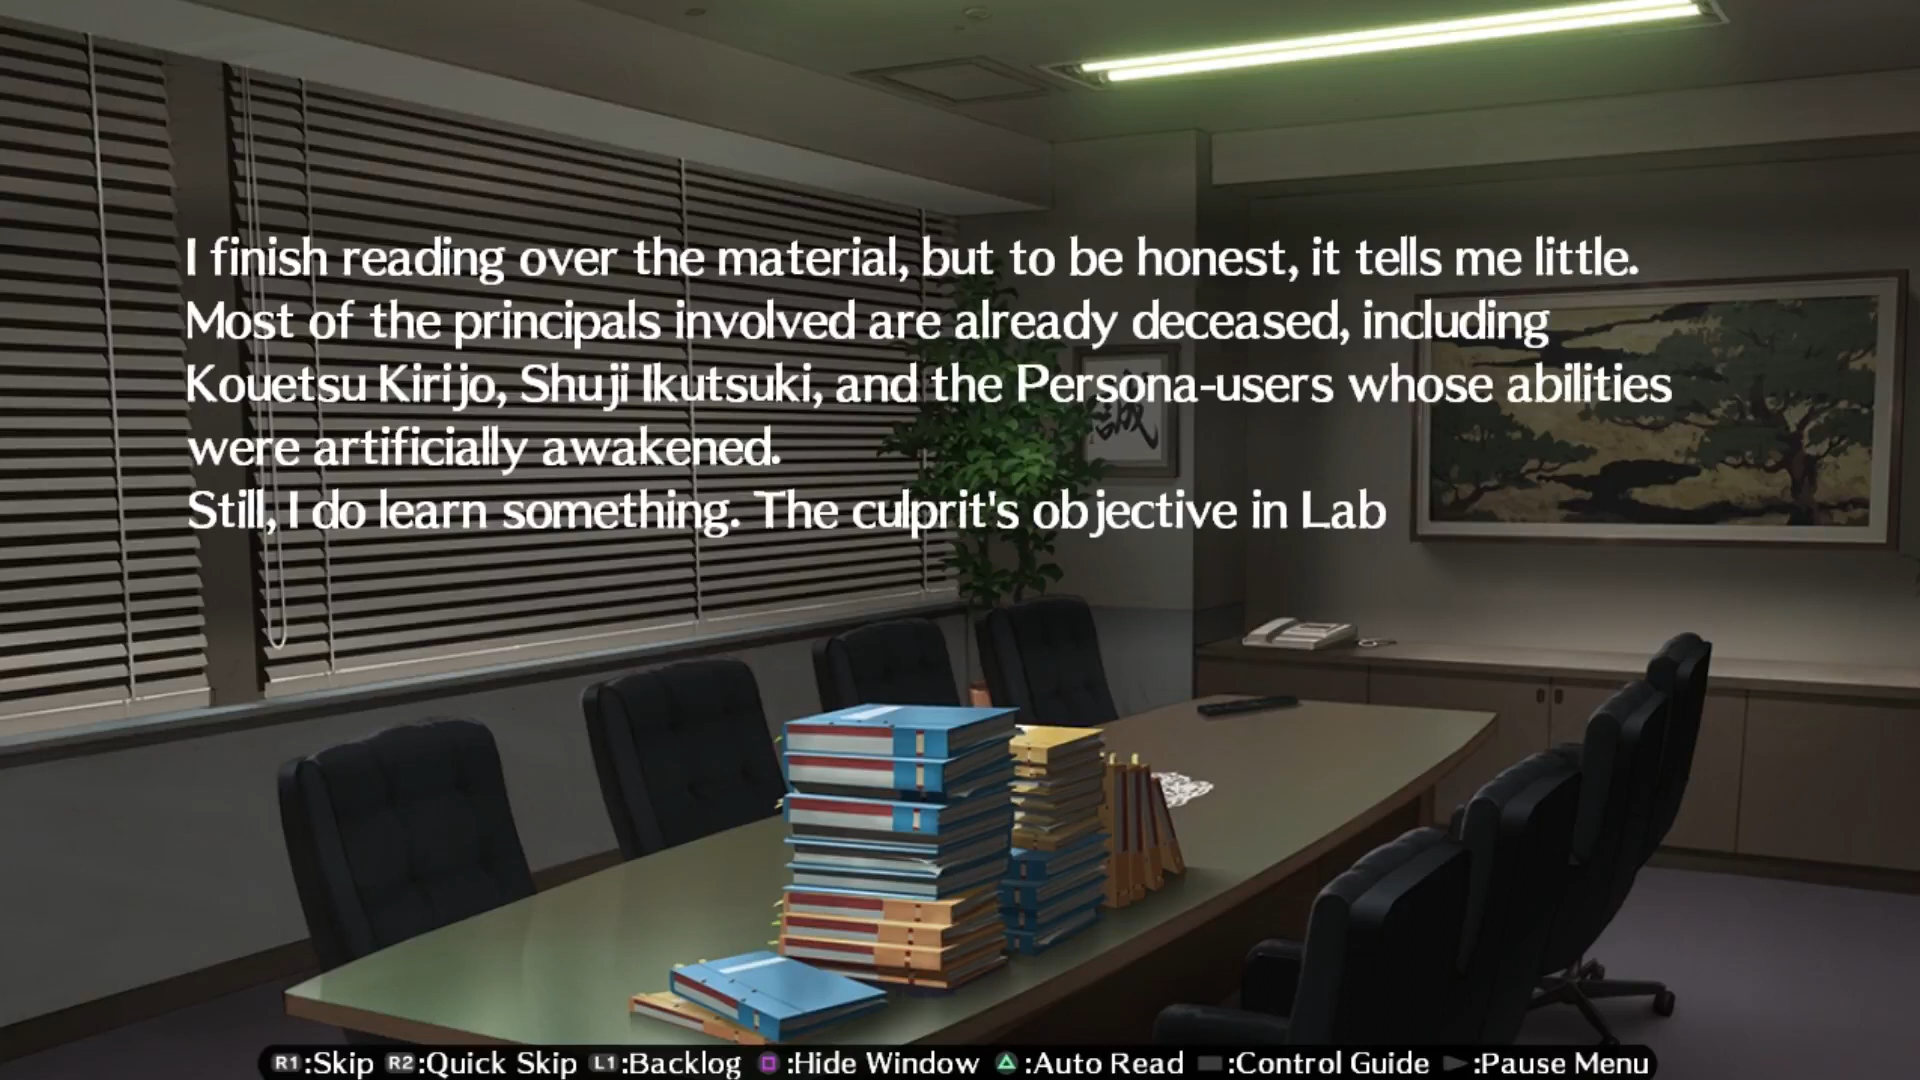 I finish reading over the material, but to be honest, it tells me little.
Most of the principals involved are already deceased, including
Kouetsu Kirijo, Shuji Ikutsuki, and the Persona-users whose abilities
were artificially awakened.
Still, I do learn something. The culprit's objective in Lab
誠
R1:Skip R2:Quick Skip L1:Backlog :Hide Window :Auto Read :Control Guide :Pause Menu